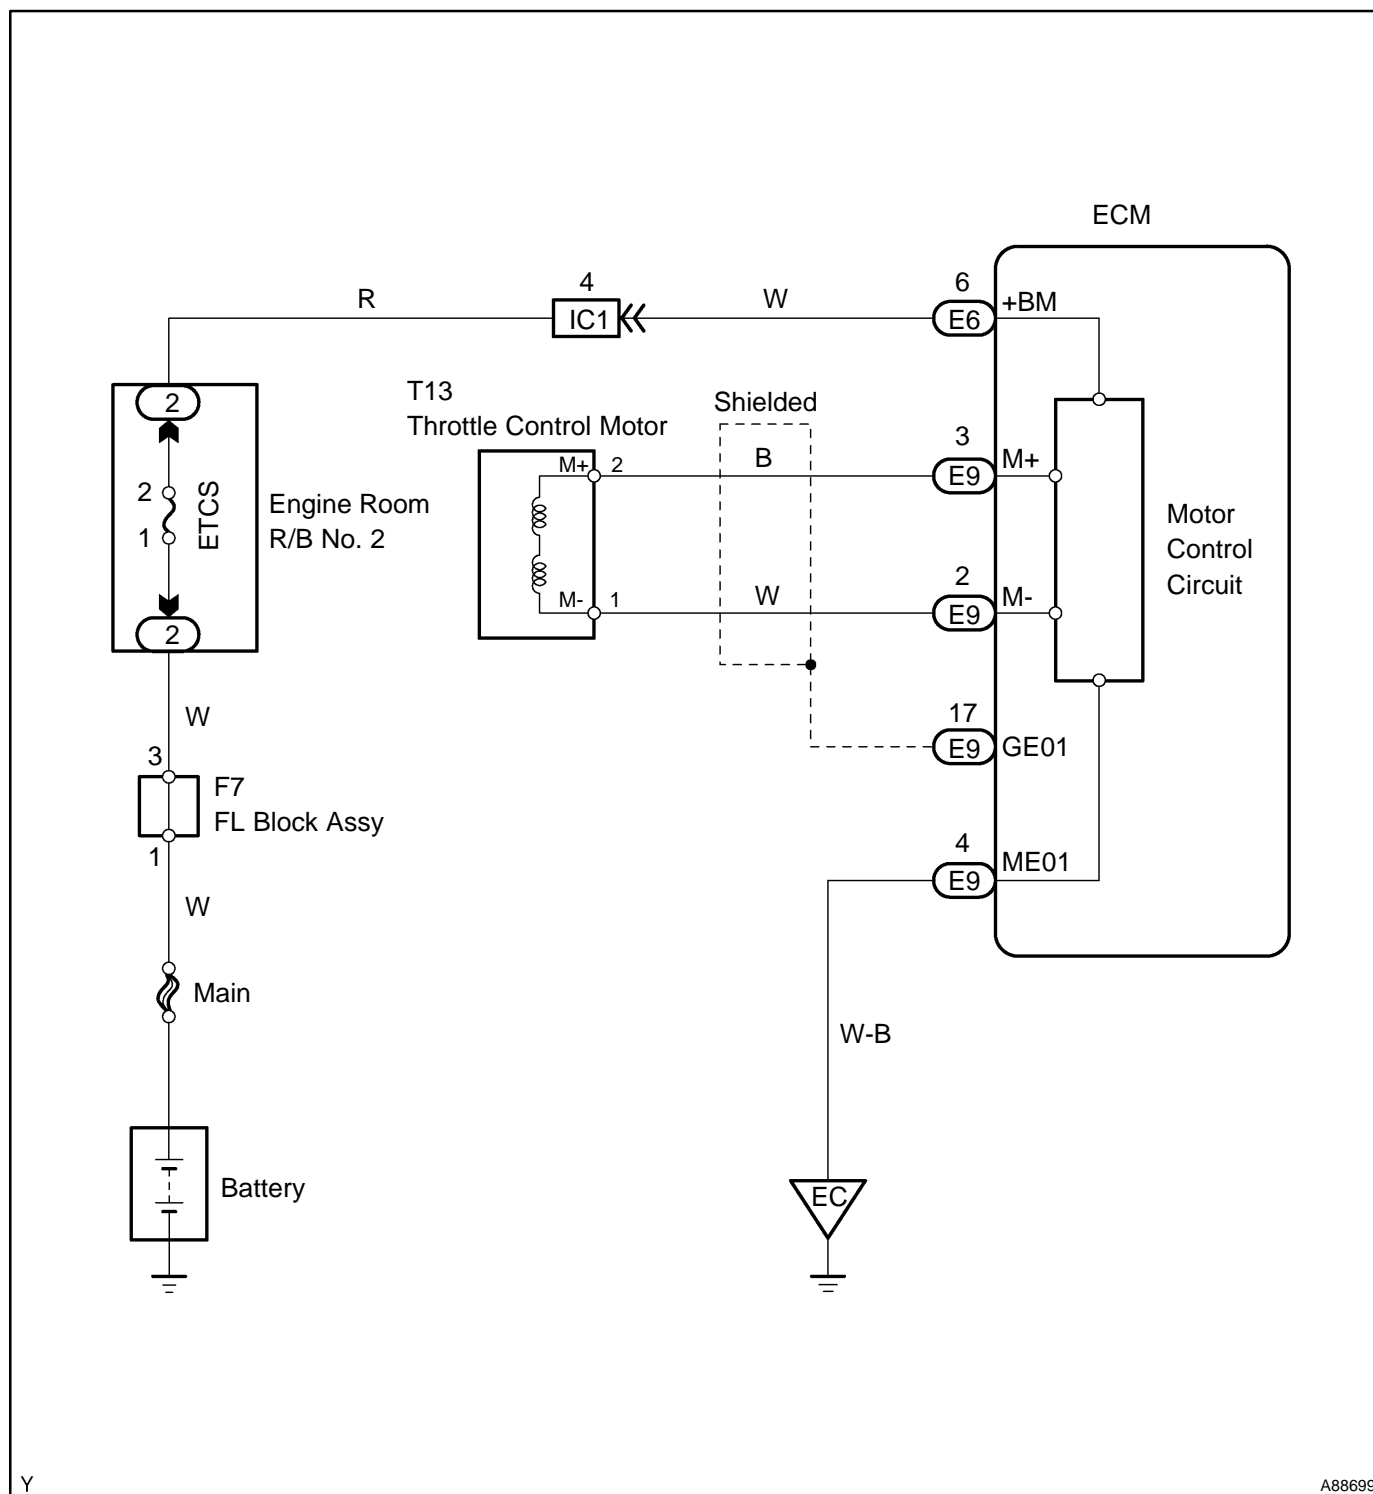 ECM
4
6
R
W
+BM
IC1
E6
T13
Throttle Control Motor
Shielded
2
3
M+
2
B
M+
E9
2
1
ETCS
Engine Room
R/B No. 2
Motor
Control
Circuit
2
M-
1
W
M-
E9
2
W
17
E9
GE01
3
F7
FL Block Assy
1
4
ME01
E9
W
Main
W-B
Battery
EC
Y
A88699